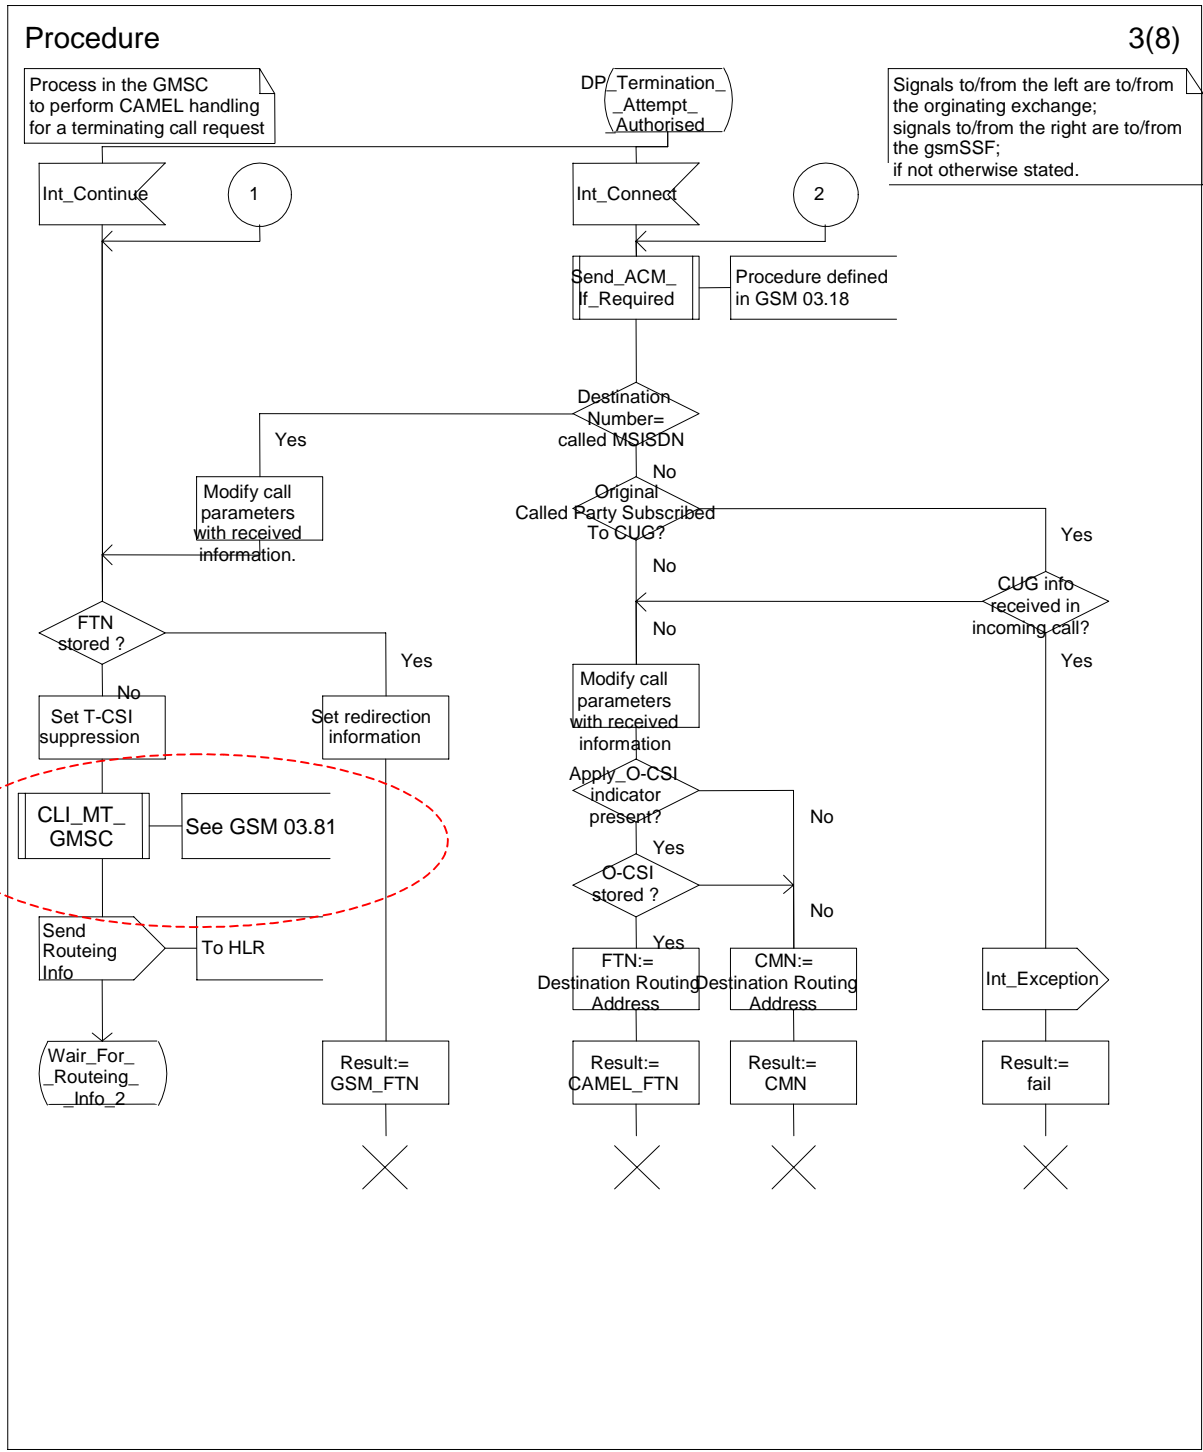 Procedure
3(8)
Process in the GMSC
to perform CAMEL handling
for a terminating call request
DP_Termination_
_Attempt_
_Authorised
Signals to/from the left are to/from
the orginating exchange;
signals to/from the right are to/from
the gsmSSF;
if not otherwise stated.
Int_Continue
1
Int_Connect
2
Send_ACM_
If_Required
Procedure defined
in GSM 03.18
Destination
Number=
called MSISDN
Yes
No
Modify call
parameters
with received
information.
Original
Called Party Subscribed
To CUG?
Yes
No
CUG info
received in
incoming call?
No
Yes
FTN
stored ?
Yes
No
Set T-CSI
suppression
Set redirection
information
Modify call
parameters
with received
information
Apply_O-CSI
indicator
present?
No
Yes
CLI_MT_
GMSC
See GSM 03.81
O-CSI
stored ?
No
Yes
Send
Routeing
Info
To HLR
FTN:=
Destination Routing
Address
CMN:=
Destination Routing
Address
Int_Exception
Wair_For_
_Routeing_
_Info_2
Result:=
GSM_FTN
Result:=
CAMEL_FTN
Result:=
CMN
Result:=
fail